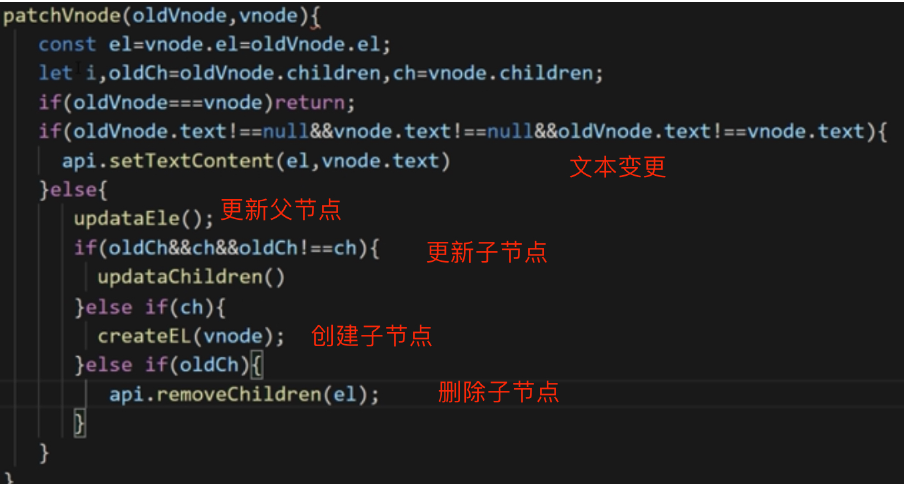 patchVnode(oldVnode,vnode){
const el=vnode.el=oldVnode.el;
let i,oldCh=oldVnode.children,ch=vnode.children;
if(oldVnode===vnode)return;
if(oldVnode.text!==null&&vnode.text!==null&&oldVnode.text!==vnode.text){
api.setTextContent(el,vnode.text) 文本变更
}else{
updataEle(); 更新父节点
if(oldCh&&ch&&oldCh!==ch){ 更新子节点
updataChildren()
}else if(ch){
createEL(vnode); 创建子节点
}else if(oldCh){
api.removeChildren(el); 删除子节点
}
}
}